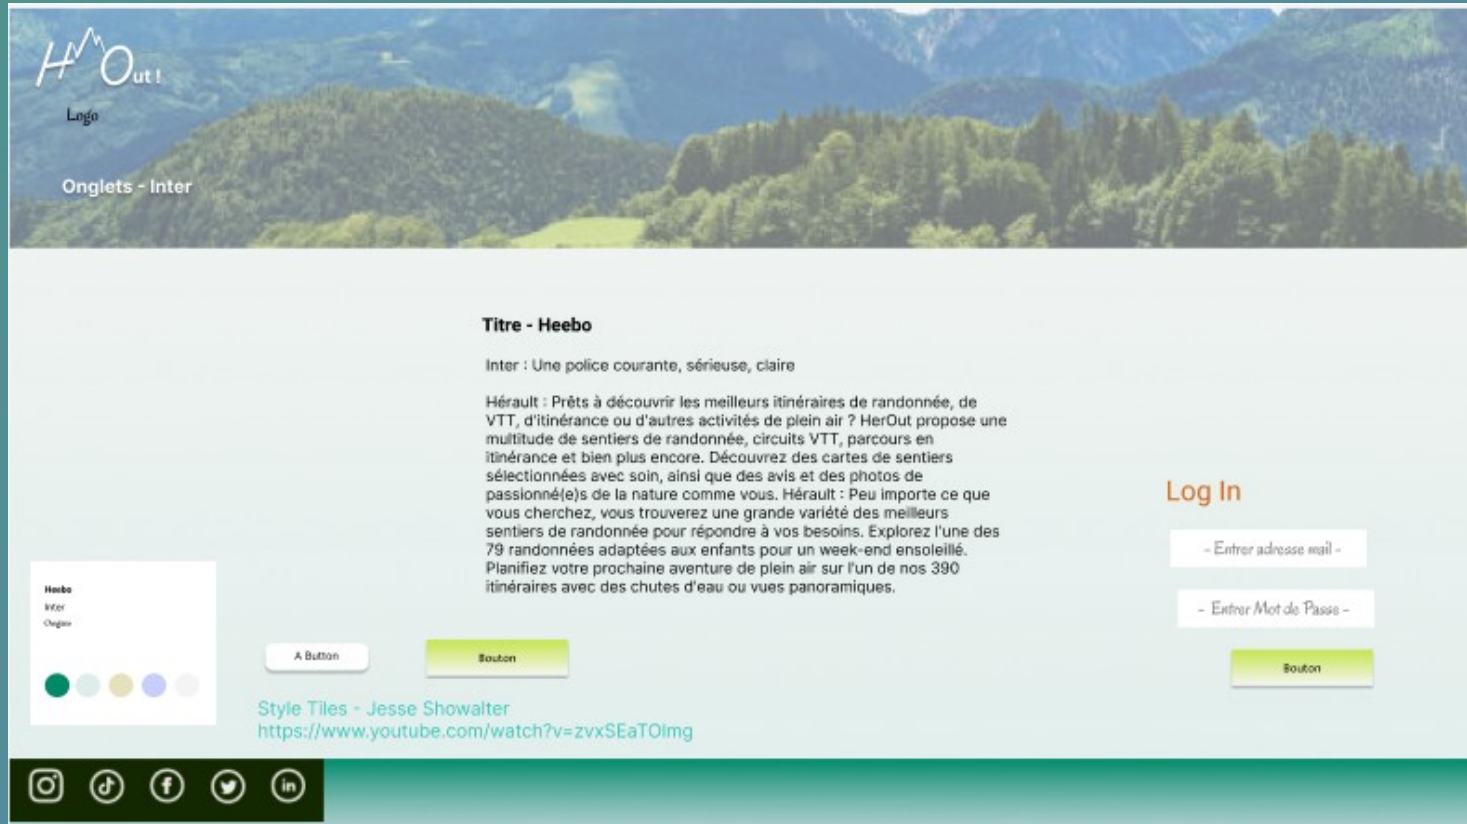 HerOut !
Logo
Onglets - Inter
Titre - Heebo
Inter : Une police courante, sérieuse, claire
Hérault : Prêts à découvrir les meilleurs itinéraires de randonnée, de
VTT, d'itinérance ou d'autres activités de plein air ? HerOut propose une
multitude de sentiers de randonnée, circuits VTT, parcours en
itinérance et bien plus encore. Découvrez des cartes de sentiers
sélectionnées avec soin, ainsi que des avis et des photos de
passionné(e)s de la nature comme vous. Hérault : Peu importe ce que
vous cherchez, vous trouverez une grande variété des meilleurs
sentiers de randonnée pour répondre à vos besoins. Explorez l'une des
79 randonnées adaptées aux enfants pour un week-end ensoleillé.
Planifiez votre prochaine aventure de plein air sur l'un de nos 390
itinéraires avec des chutes d'eau ou vues panoramiques.
Log In
- Entrer adresse mail -
- Entrer Mot de Passe -
Bouton
Heebo
Inter
A Button
Bouton
Style Tiles - Jesse Showalter
https://www.youtube.com/watch?v=zvxSEaTOlmg
in